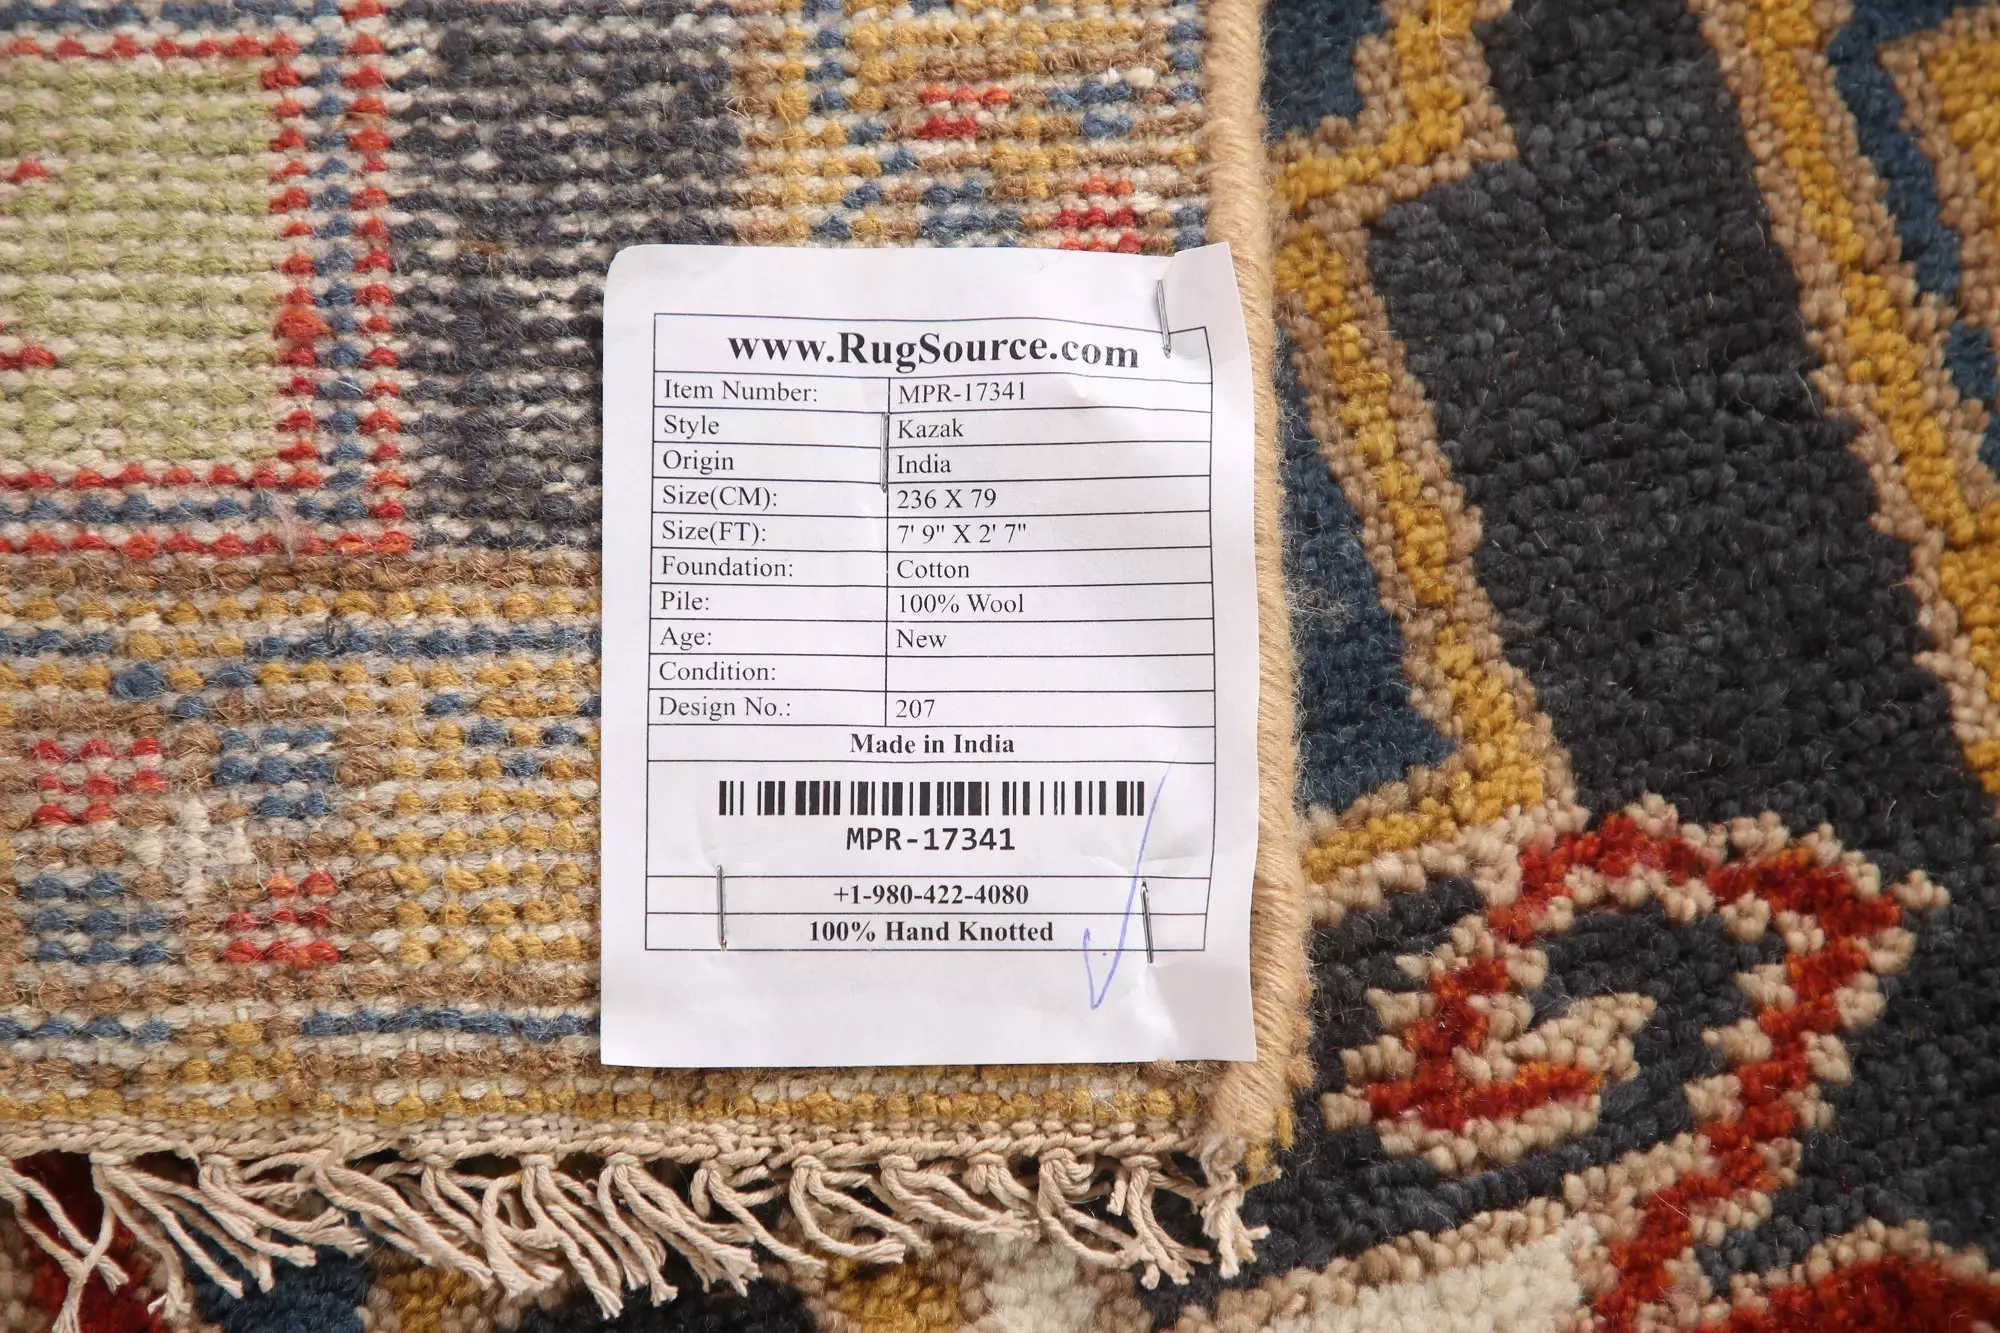 www.RugSource.com
Item Number: MPR-17341
Style Kazak
Origin India
Size(CM): 236 X 79
Size(FT): 7' 9" X 2' 7"
Foundation: Cotton
Pile: 100% Wool
Age: New
Condition:
Design No.: 207
Made in India
MPR-17341
+1-980-422-4080
100% Hand Knotted